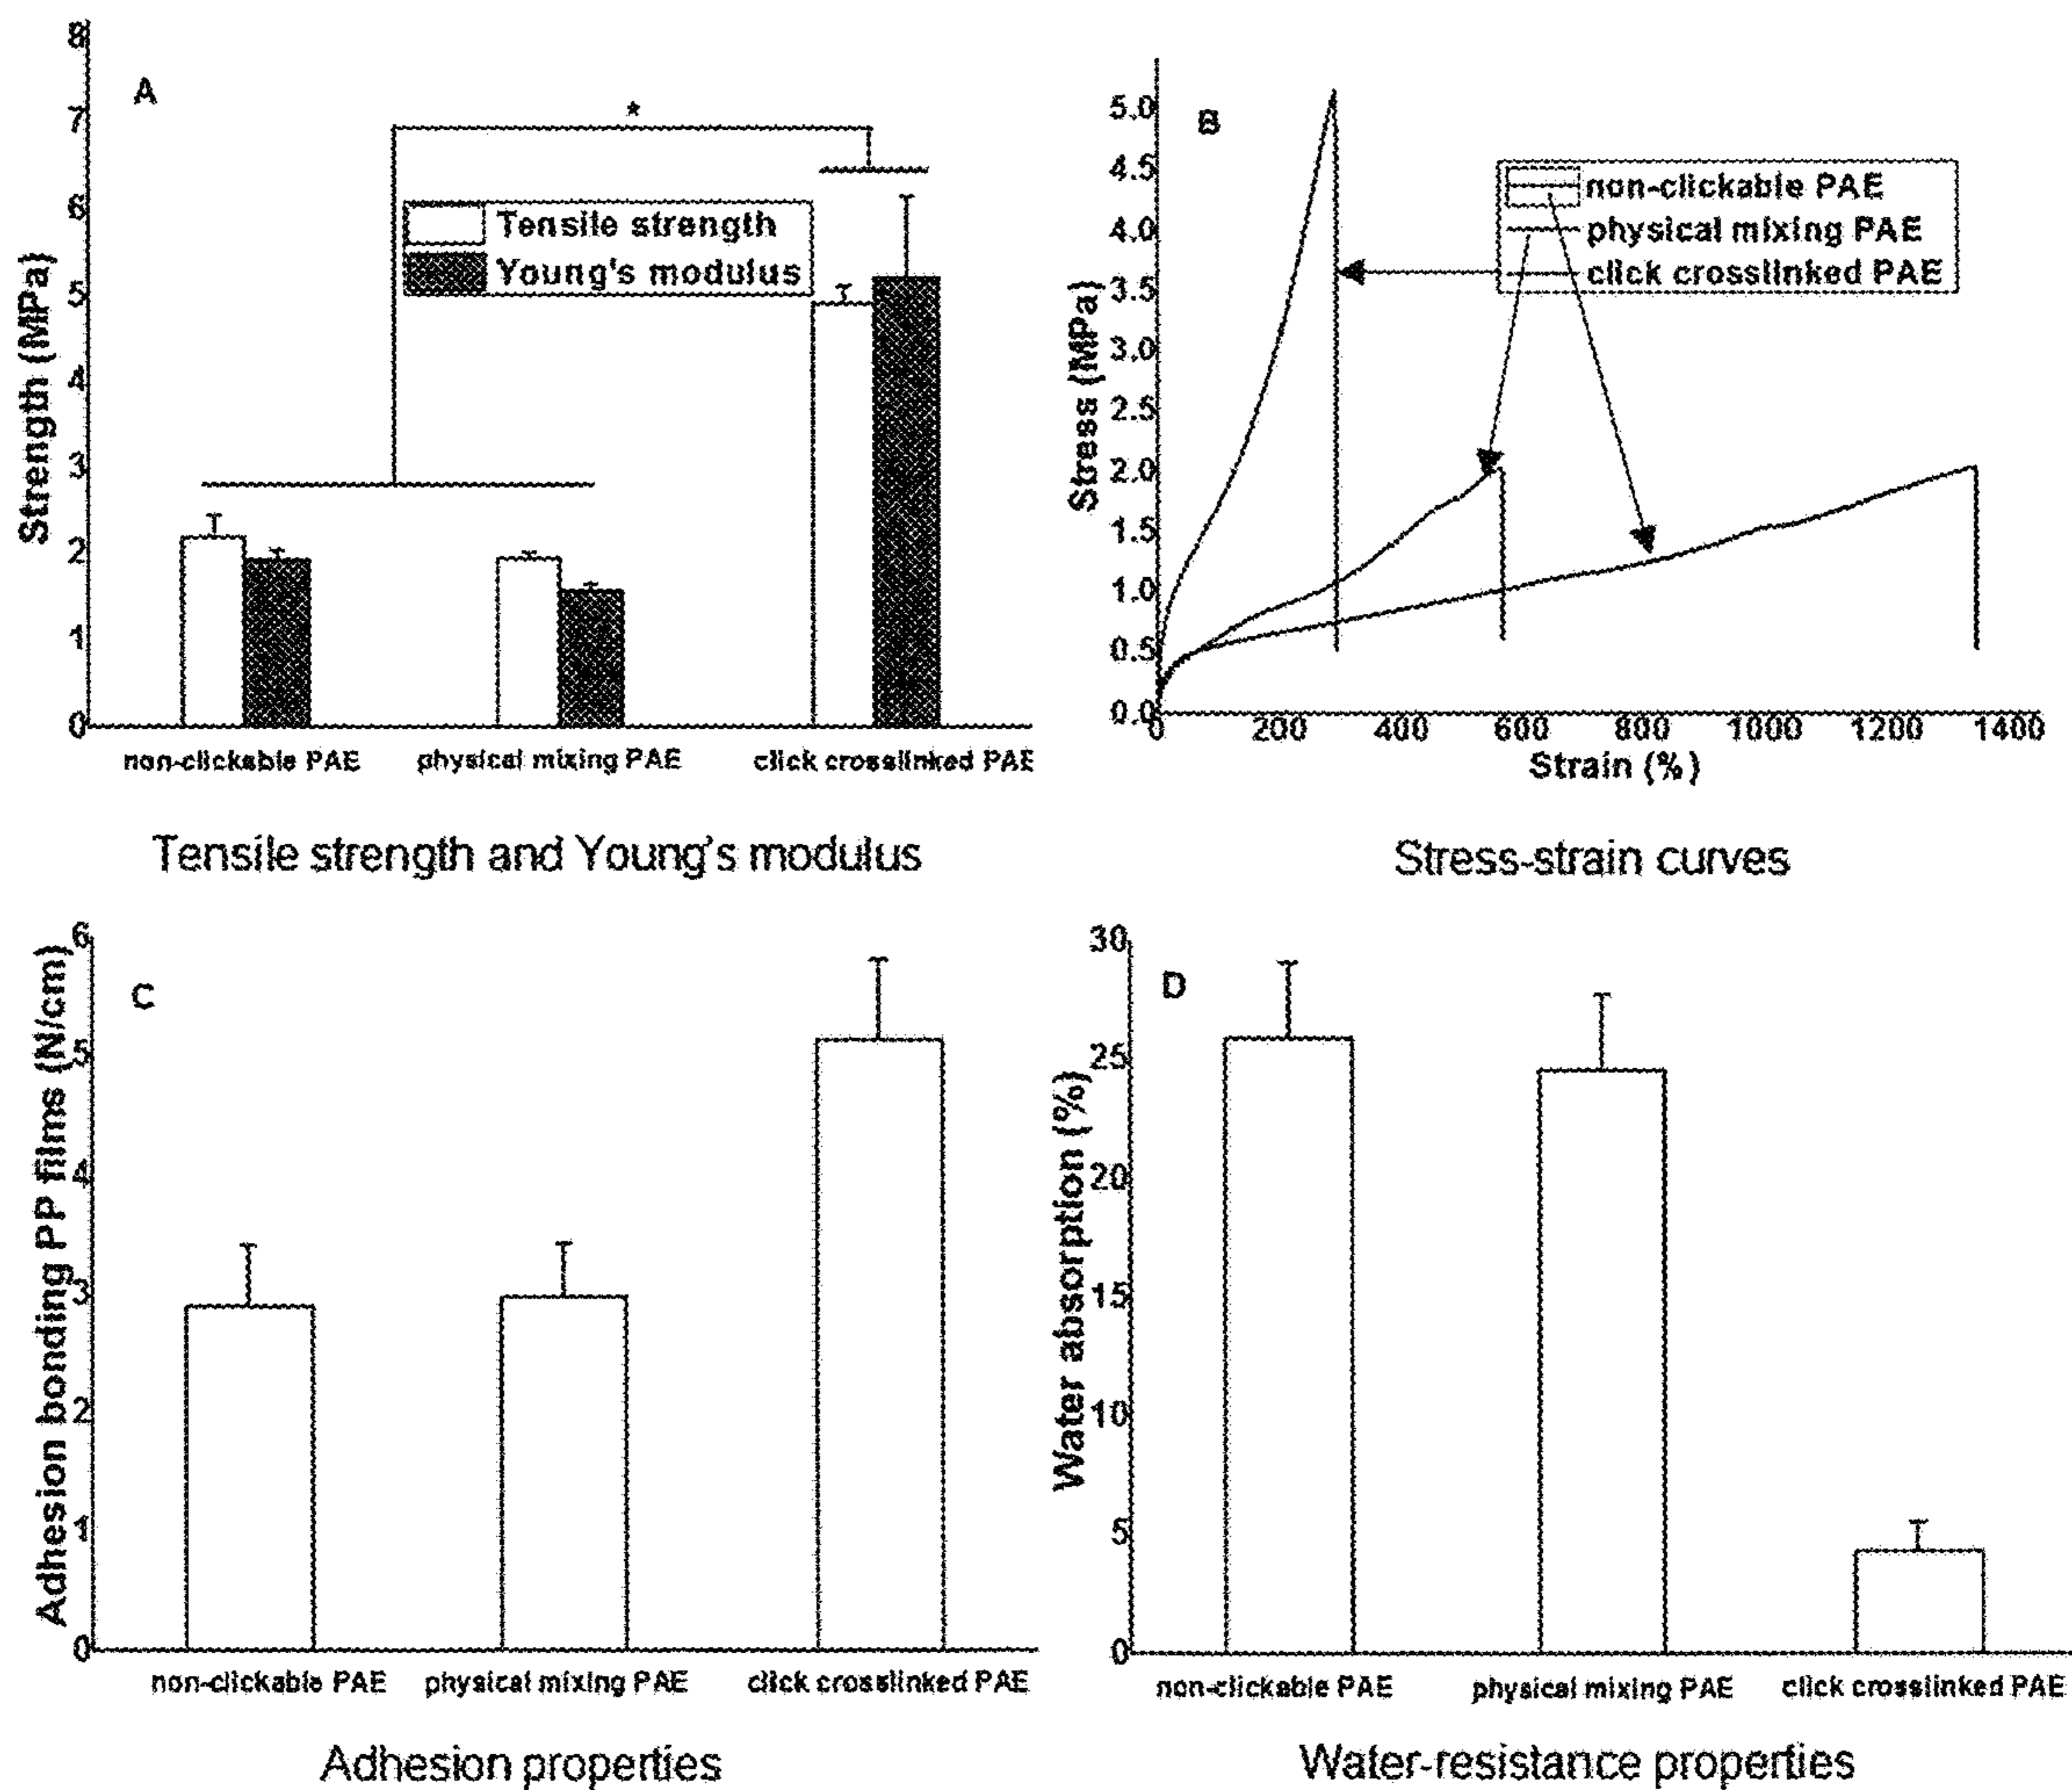 A
*
Tensile strength
Young's modulus
Strength (MPa)
8
7
6
5
4
3
2
1
0
non-clickable PAE physical mixing PAE click crosslinked PAE
Tensile strength and Young's modulus
B
non-clickable PAE
physical mixing PAE
click crosslinked PAE
Stress (MPa)
5.0
4.5
4.0
3.5
3.0
2.5
2.0
1.5
1.0
0.5
0.0
0 200 400 600 800 1000 1200 1400
Strain (%)
Stress-strain curves
C
Adhesion bonding PP films (N/cm)
6
5
4
3
2
1
0
non-clickable PAE physical mixing PAE click crosslinked PAE
Adhesion properties
D
Water absorption (%)
30
25
20
15
10
5
0
non-clickable PAE physical mixing PAE click crosslinked PAE
Water-resistance properties